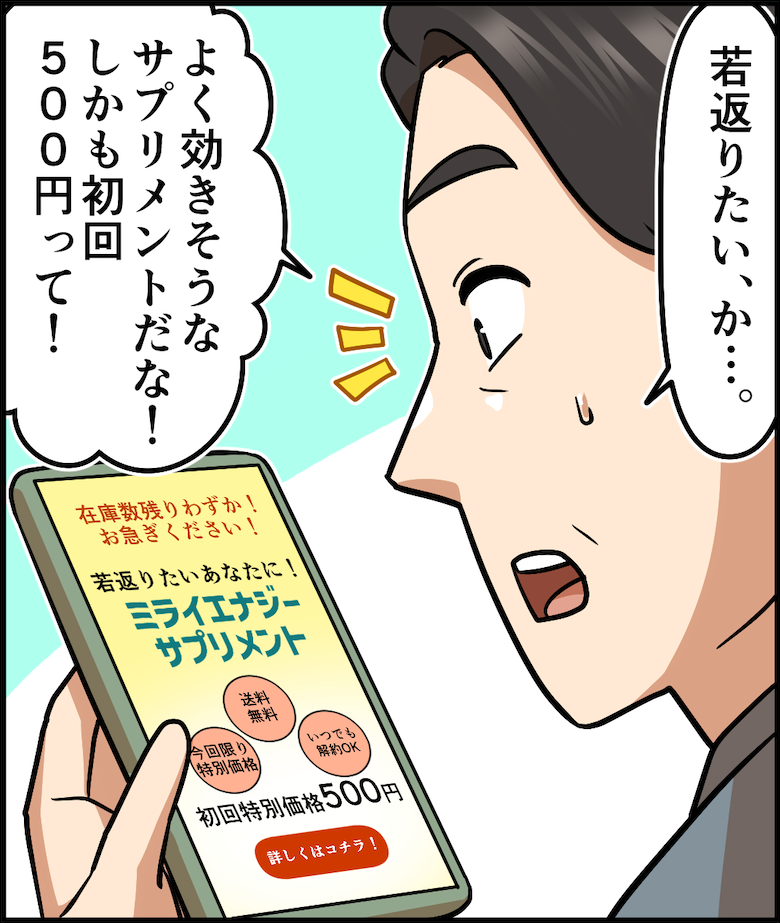 若返りたい、か…。
よく効きそうな
サプリメントだな！
しかも初回
５００円って！
在庫数残りわずか！
お急ぎください！
若返りたいあなたに！
ミライエナジー
サプリメント
送料
無料
今回限り
特別価格
いつでも
解約OK
初回特別価格500円
詳しくはコチラ！